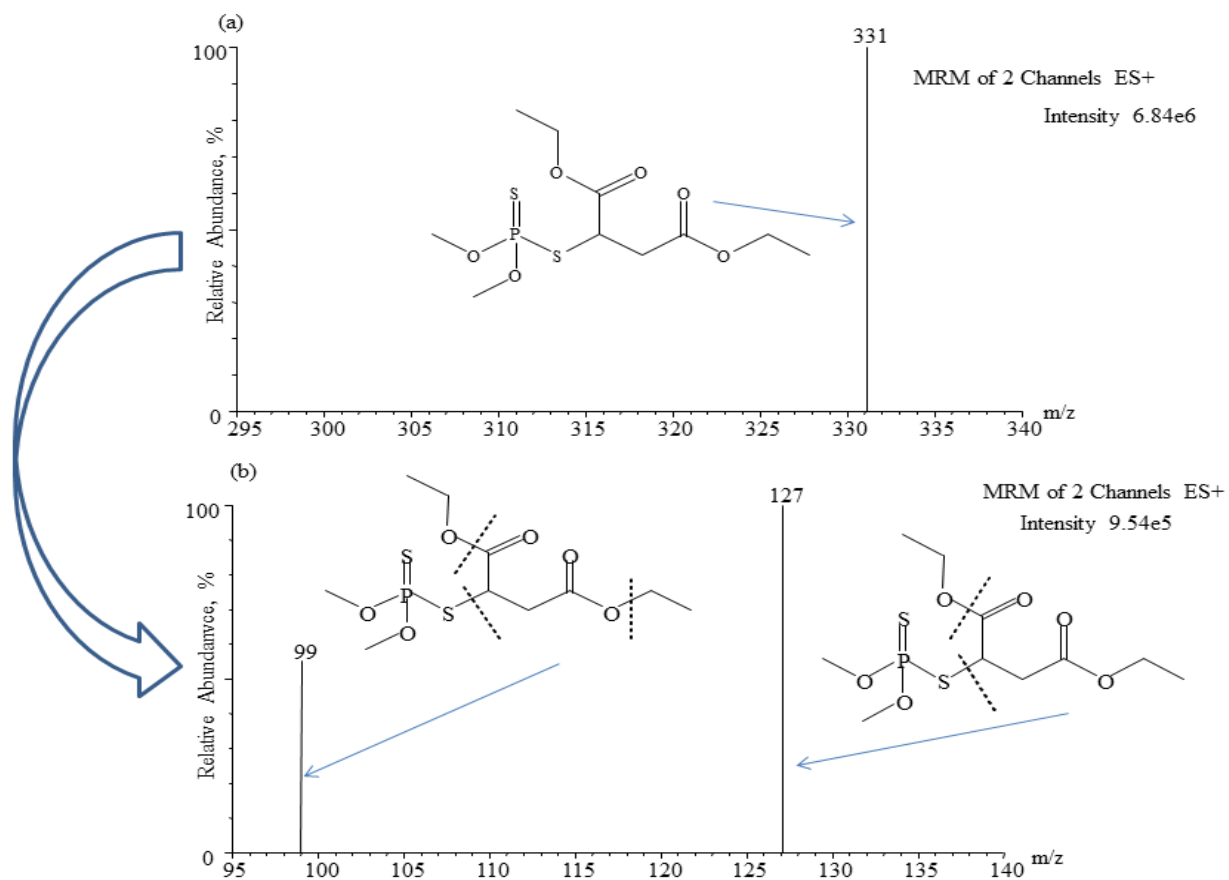 (a)
331
100
MRM of 2 Channels ES+
Intensity 6.84e6
Relative Abundance, %
O
O
S
O
P
O
S
O
O
0
295 300 305 310 315 320 325 330 335 340 m/z
(b)
127
MRM of 2 Channels ES+
Intensity 9.54e5
100
Relative Abundanvce, %
O
O
S
O
P
O
S
O
O
99
O
O
S
O
P
O
S
O
O
0
95 100 105 110 115 120 125 130 135 140 m/z